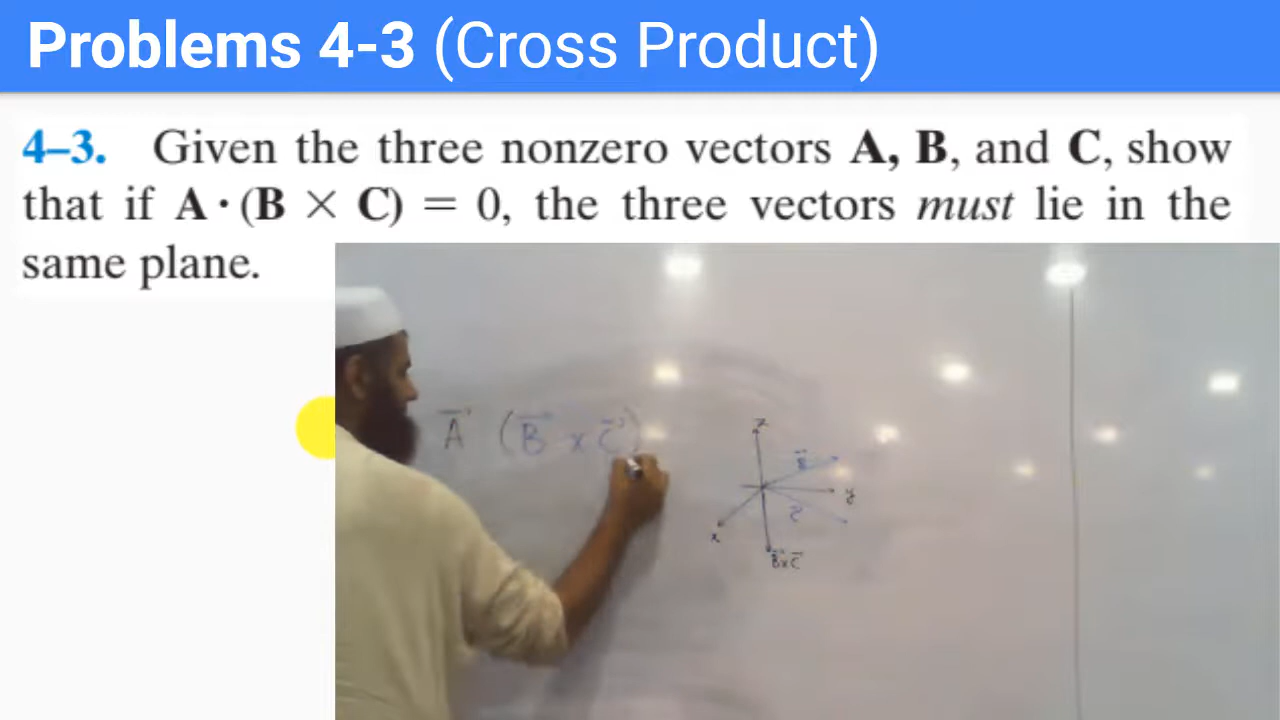 Problems 4-3 (Cross Product)
4–3. Given the three nonzero vectors A, B, and C, show
that if A · (B × C) = 0, the three vectors must lie in the
same plane.
A⃗ (B⃗ x C⃗)
z
B⃗
y
C⃗
x
B⃗xC⃗